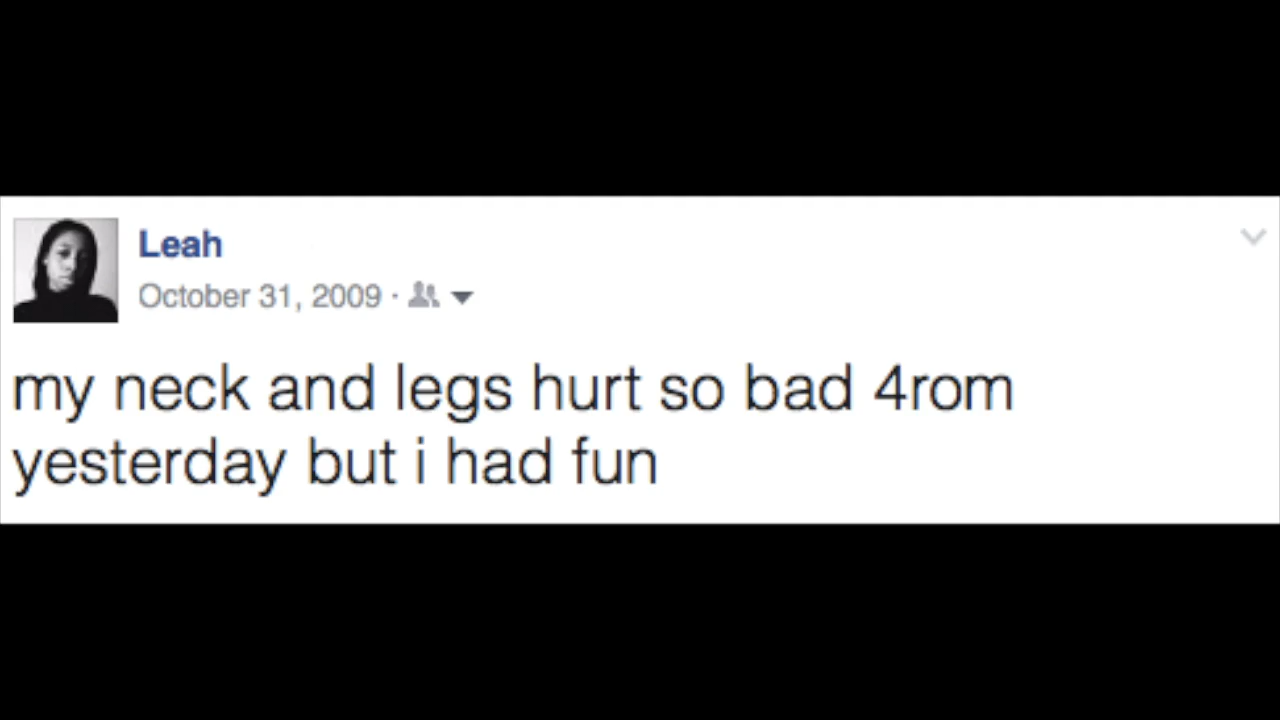 Leah
October 31, 2009 ·
my neck and legs hurt so bad 4rom
yesterday but i had fun